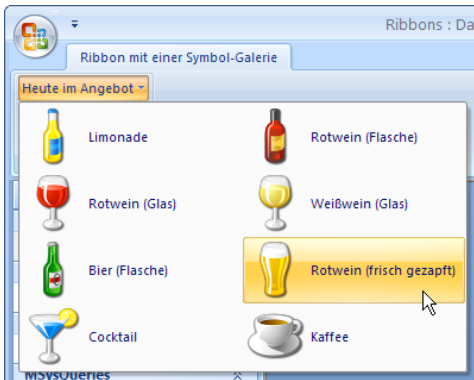 Ribbons : Da
Ribbon mit einer Symbol-Galerie
Heute im Angebot
Limonade
Rotwein (Flasche)
Rotwein (Glas)
Weißwein (Glas)
Bier (Flasche)
Rotwein (frisch gezapft)
Cocktail
Kaffee
MSysQueries